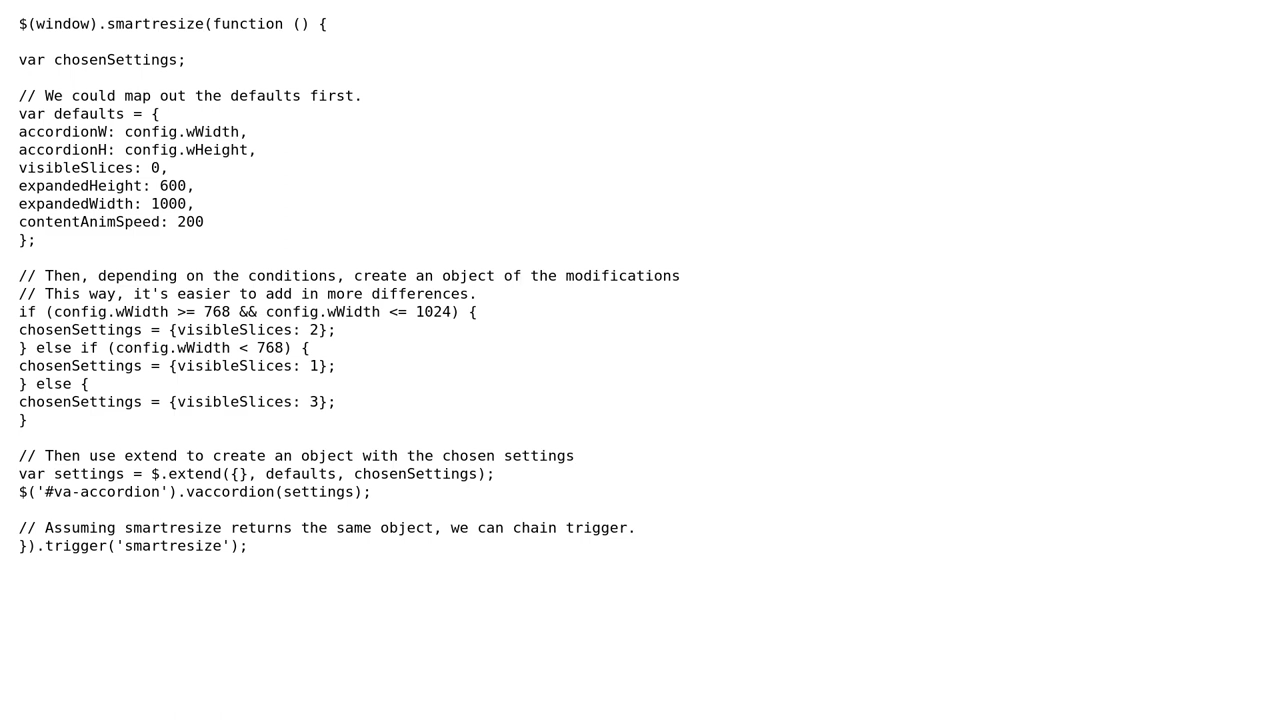 $(window).smartresize(function () {
var chosenSettings;
// We could map out the defaults first.
var defaults = {
accordionW: config.wWidth,
accordionH: config.wHeight,
visibleSlices: 0,
expandedHeight: 600,
expandedWidth: 1000,
contentAnimSpeed: 200
};
// Then, depending on the conditions, create an object of the modifications
// This way, it's easier to add in more differences.
if (config.wWidth >= 768 && config.wWidth <= 1024) {
chosenSettings = {visibleSlices: 2};
} else if (config.wWidth < 768) {
chosenSettings = {visibleSlices: 1};
} else {
chosenSettings = {visibleSlices: 3};
}
// Then use extend to create an object with the chosen settings
var settings = $.extend({}, defaults, chosenSettings);
$('#va-accordion').vaccordion(settings);
// Assuming smartresize returns the same object, we can chain trigger.
}).trigger('smartresize');